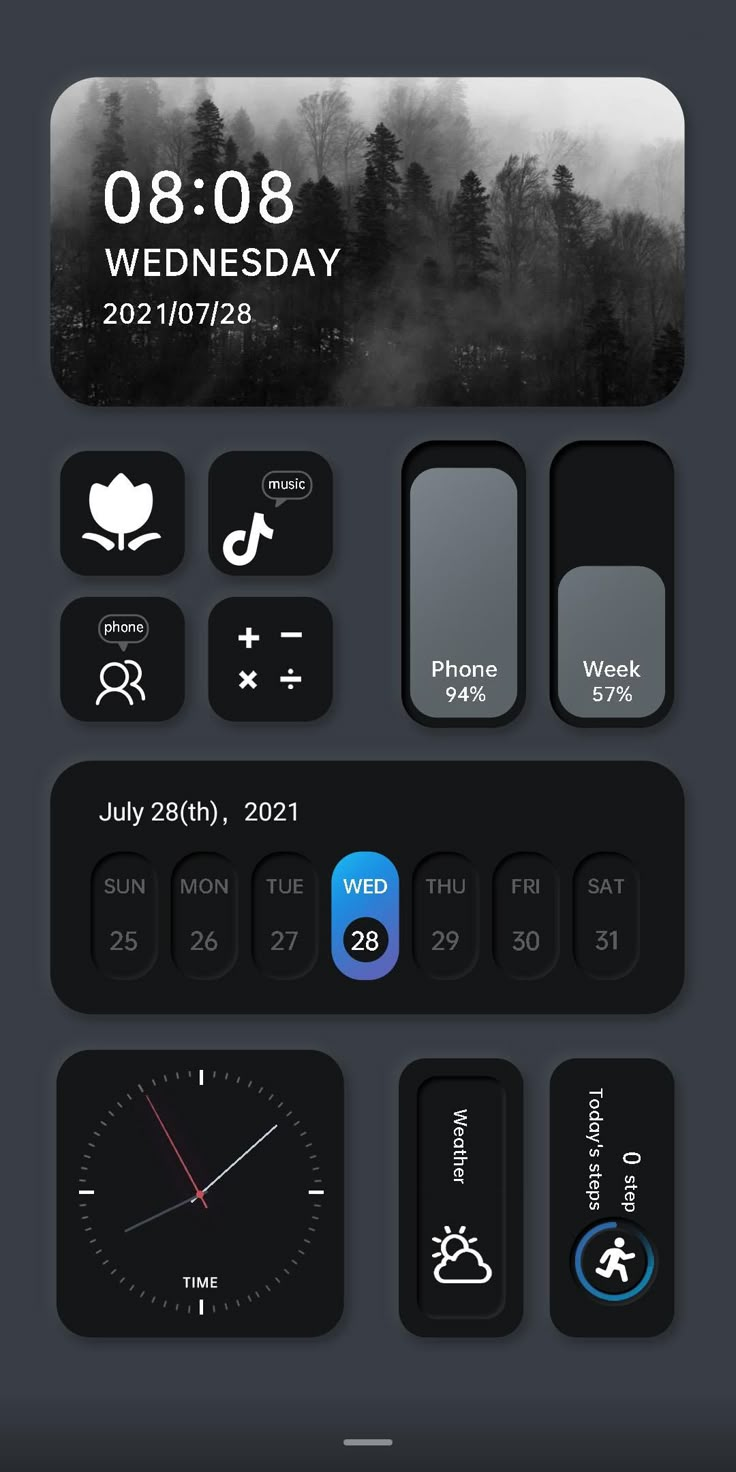 08:08
WEDNESDAY
2021/07/28
music
phone
+ −
× ÷
Phone
94%
Week
57%
July 28(th), 2021
SUN MON TUE WED THU FRI SAT
25 26 27 28 29 30 31
TIME
Weather
0 step
Today's steps